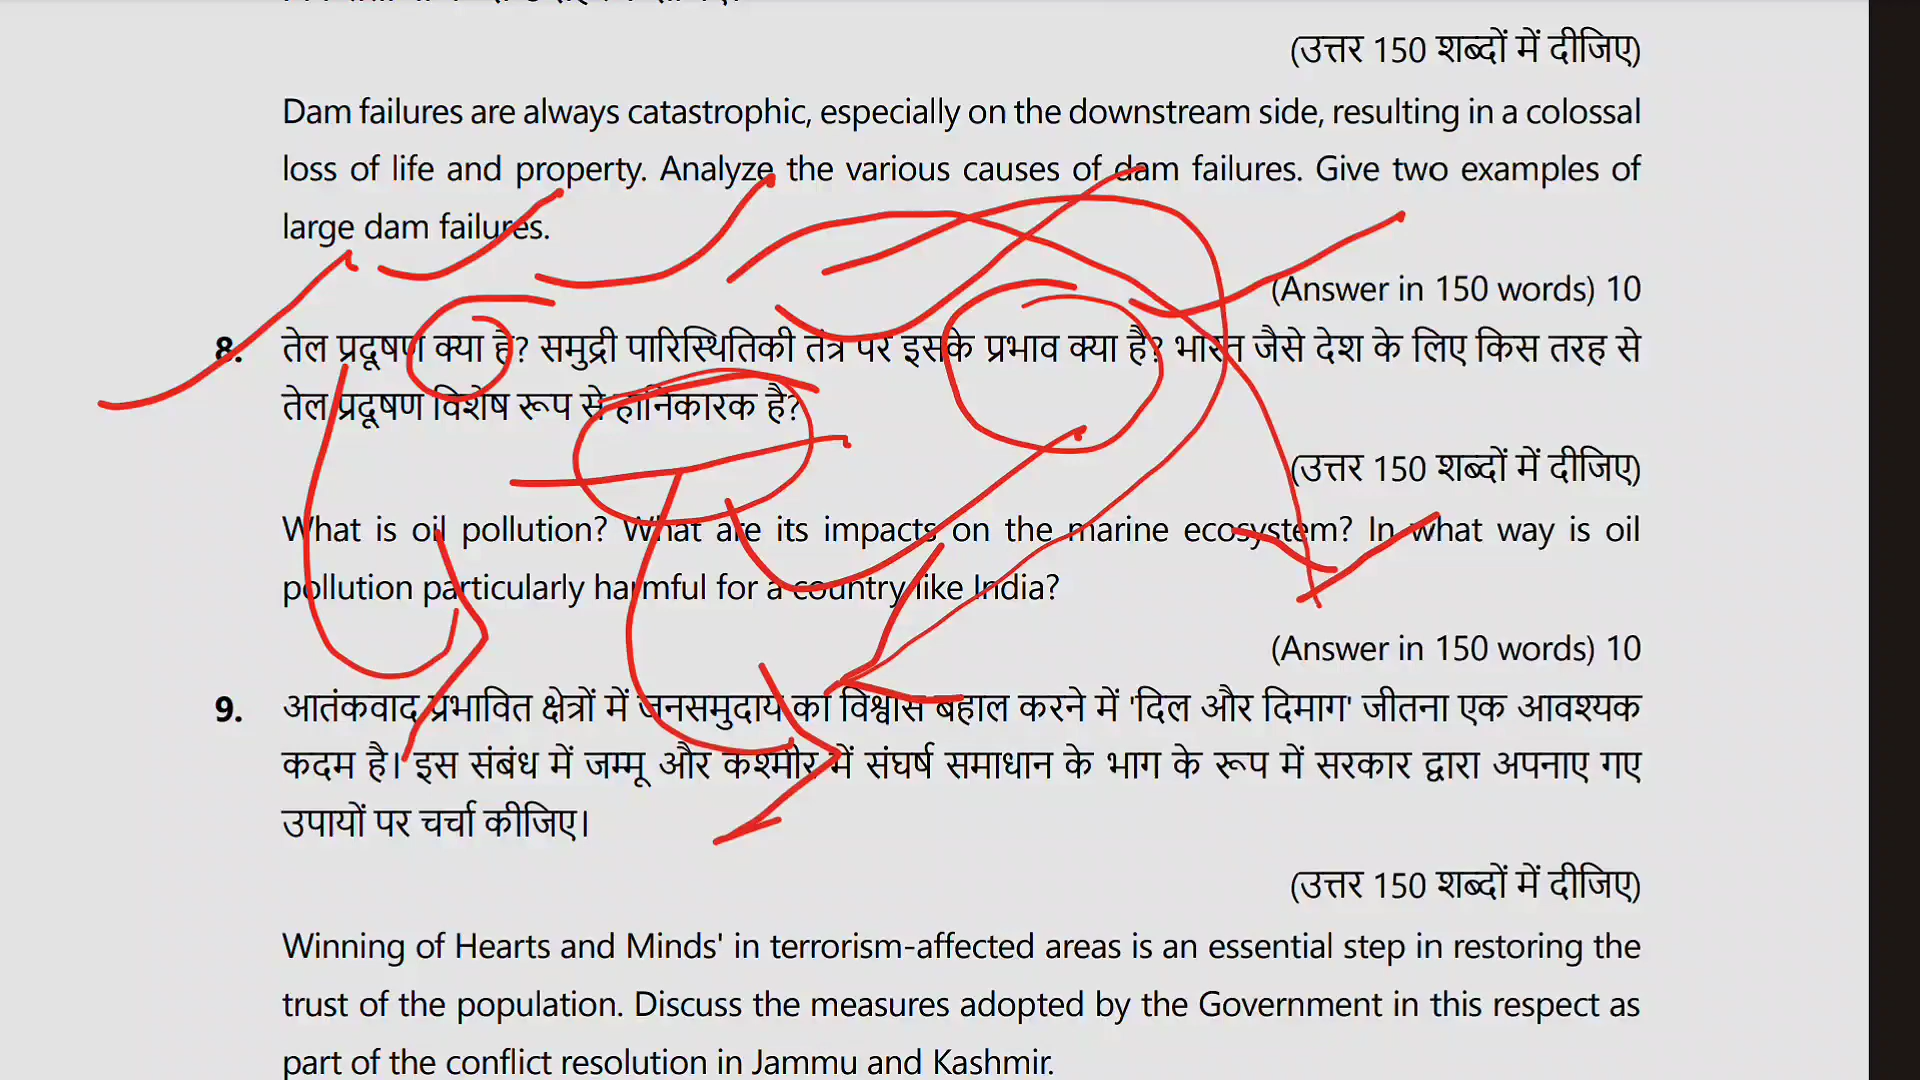 (उत्तर 150 शब्दों में दीजिए)
Dam failures are always catastrophic, especially on the downstream side, resulting in a colossal
loss of life and property. Analyze the various causes of dam failures. Give two examples of
large dam failures.
(Answer in 150 words) 10
8. तेल प्रदूषण क्या है? समुद्री पारिस्थितिकी तंत्र पर इसके प्रभाव क्या है? भारत जैसे देश के लिए किस तरह से
तेल प्रदूषण विशेष रूप से हानिकारक है?
(उत्तर 150 शब्दों में दीजिए)
What is oil pollution? What are its impacts on the marine ecosystem? In what way is oil
pollution particularly harmful for a country like India?
(Answer in 150 words) 10
9. आतंकवाद प्रभावित क्षेत्रों में जनसमुदाय का विश्वास बहाल करने में 'दिल और दिमाग' जीतना एक आवश्यक
कदम है। इस संबंध में जम्मू और कश्मीर में संघर्ष समाधान के भाग के रूप में सरकार द्वारा अपनाए गए
उपायों पर चर्चा कीजिए।
(उत्तर 150 शब्दों में दीजिए)
Winning of Hearts and Minds' in terrorism-affected areas is an essential step in restoring the
trust of the population. Discuss the measures adopted by the Government in this respect as
part of the conflict resolution in Jammu and Kashmir.